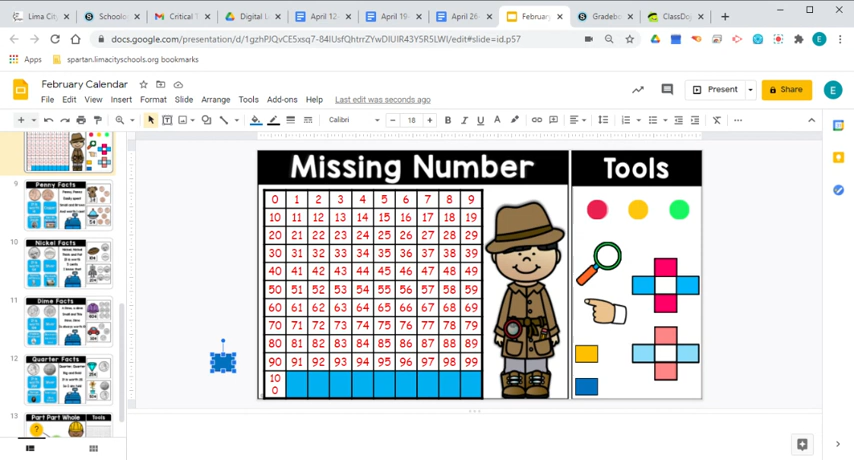 Lima Cit
Schoolo
Critical T
Digital L
April 12-
April 19-
April 26-
February
Gradeb
ClassDo
docs.google.com/presentation/d/1gzhPJQvCE5xsq7-84lUsfQhtrrZYwDlUIR43Y5R5LWI/edit#slide=id.p57
Apps
spartan.limacityschools.org bookmarks
February Calendar
File Edit View Insert Format Slide Arrange Tools Add-ons Help Last edit was seconds ago
Present
Share
Calibri
18
Missing Number
Tools
0 1 2 3 4 5 6 7 8 9
10 11 12 13 14 15 16 17 18 19
20 21 22 23 24 25 26 27 28 29
30 31 32 33 34 35 36 37 38 39
40 41 42 43 44 45 46 47 48 49
50 51 52 53 54 55 56 57 58 59
60 61 62 63 64 65 66 67 68 69
70 71 72 73 74 75 76 77 78 79
80 81 82 83 84 85 86 87 88 89
90 91 92 93 94 95 96 97 98 99
10
0
9
Penny Facts
10
Nickel Facts
11
Dime Facts
12
Quarter Facts
13
Part Part Whole
Tools